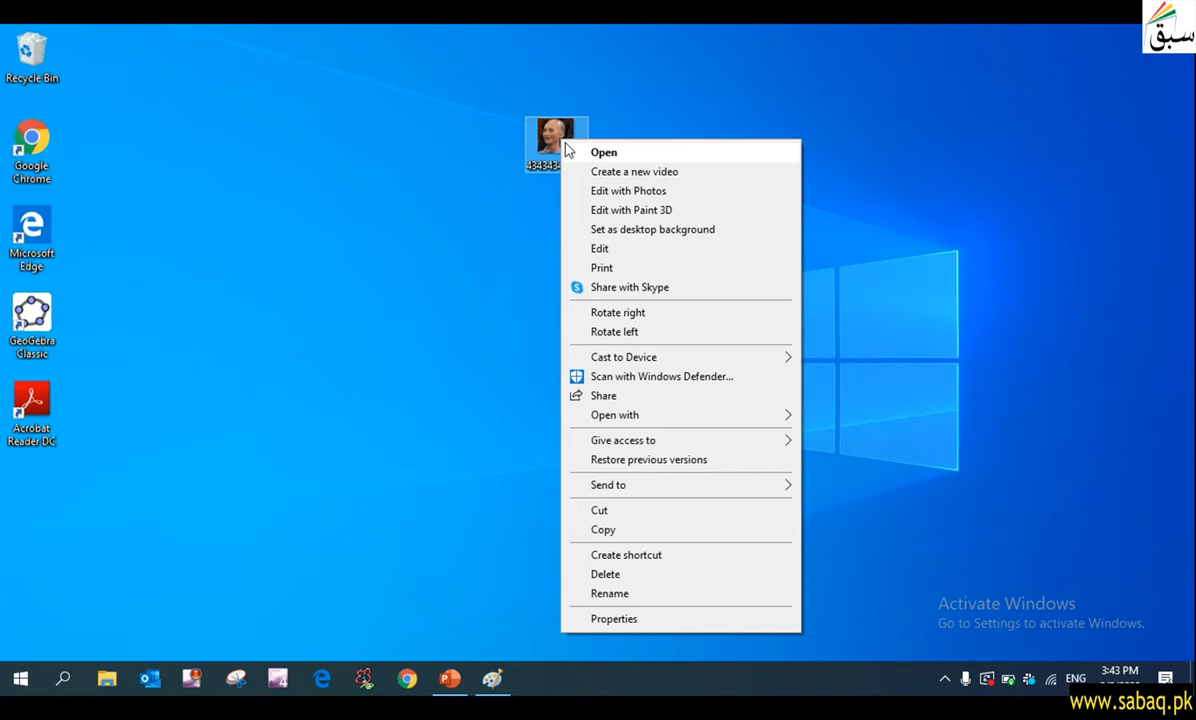 سبق
Recycle Bin
Google
Chrome
Microsoft
Edge
GeoGebra
Classic
Acrobat
Reader DC
Open
Create a new video
Edit with Photos
Edit with Paint 3D
Set as desktop background
Edit
Print
Share with Skype
Rotate right
Rotate left
Cast to Device
Scan with Windows Defender...
Share
Open with
Give access to
Restore previous versions
Send to
Cut
Copy
Create shortcut
Delete
Rename
Properties
Activate Windows
Go to Settings to activate Windows.
ENG
3:43 PM
www.sabaq.pk